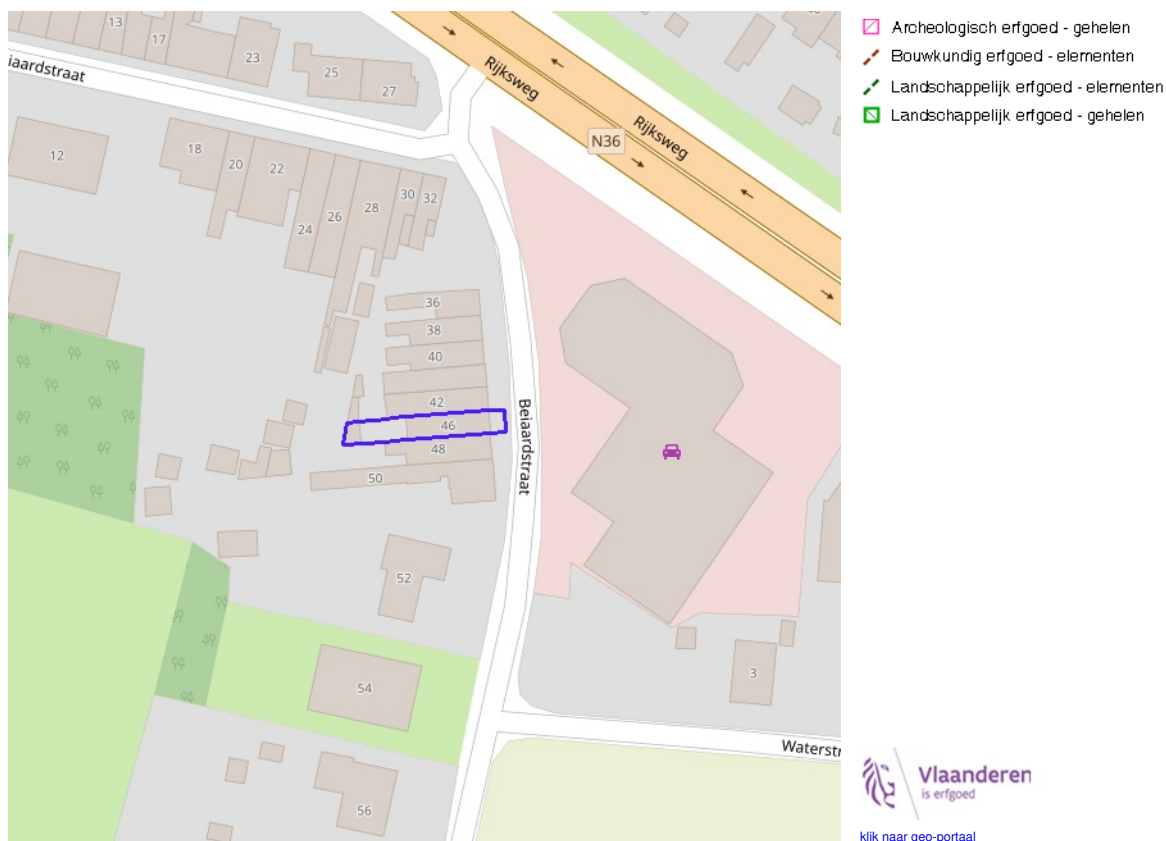 13
17
23
25
27
iaardstraat
Rijksweg
Rijksweg
N36
12
18
20
22
24
26
28
30
32
36
38
40
42
46
48
50
Beiaardstraat
52
54
56
3
Waterstr
Archeologisch erfgoed - gehelen
Bouwkundig erfgoed - elementen
Landschappelijk erfgoed - elementen
Landschappelijk erfgoed - gehelen
Vlaanderen
is erfgoed
klik naar geo-portaal